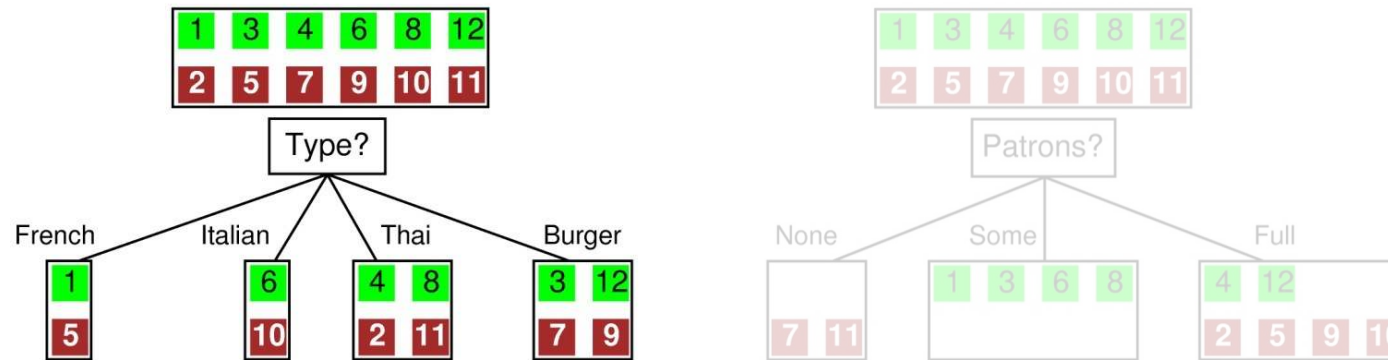 1 3 4 6 8 12
2 5 7 9 10 11
Type?
French Italian Thai Burger
1 6 4 8 3 12
5 10 2 11 7 9
1 3 4 6 8 12
2 5 7 9 10 11
Patrons?
None Some Full
1 3 6 8 4 12
7 11 2 5 9 10